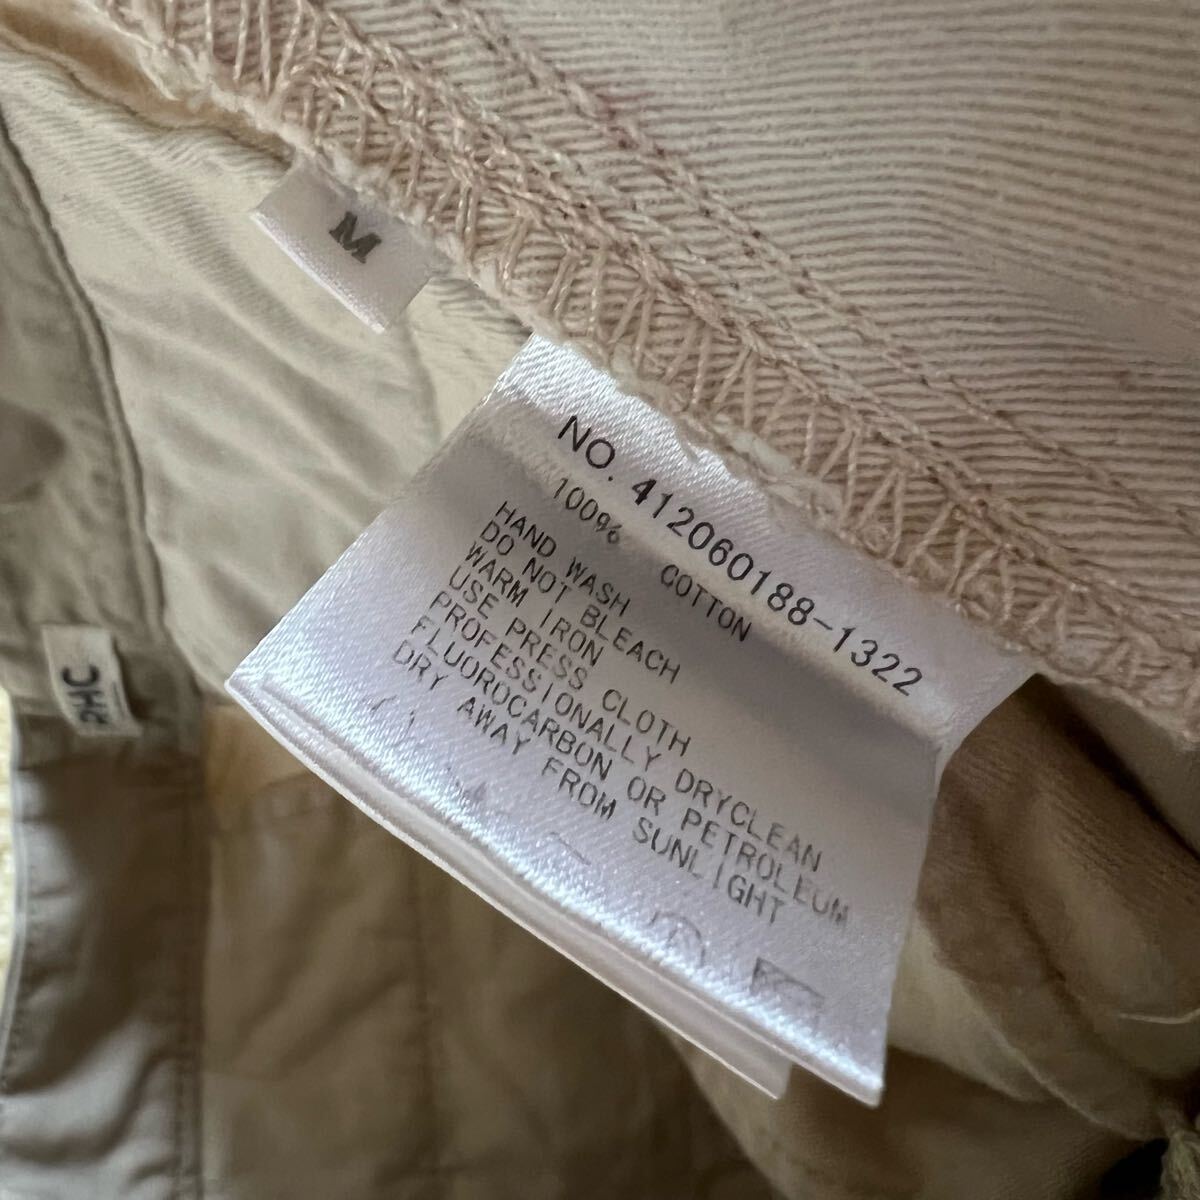 M
NO. 412060188-1322
100% COTTON
HAND WASH
DO NOT BLEACH
WARM IRON
USE PRESS CLOTH
PROFESSIONALLY DRYCLEAN
FLUOROCARBON OR PETROLEUM
DRY AWAY FROM SUNLIGHT
RHC